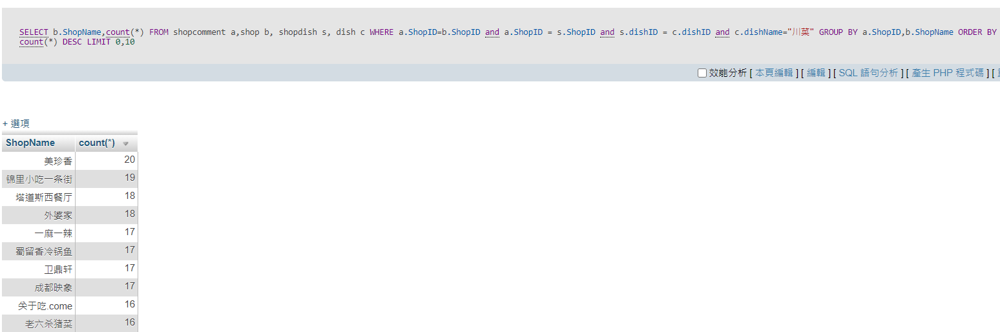 SELECT b.ShopName,count(*) FROM shopcomment a,shop b, shopdish s, dish c WHERE a.ShopID=b.ShopID and a.ShopID = s.ShopID and s.dishID = c.dishID and c.dishName="川菜" GROUP BY a.ShopID,b.ShopName ORDER BY
count(*) DESC LIMIT 0,10
效能分析 [ 本頁編輯 ] [ 編輯 ] [ SQL 語句分析 ] [ 產生 PHP 程式碼 ] [
+ 選項
ShopName count(*)
美珍香 20
锦里小吃一条街 19
塔道斯西餐厅 18
外婆家 18
一麻一辣 17
蜀留香冷锅鱼 17
卫鼎轩 17
成都映象 17
关于吃.come 16
老六杀猪菜 16